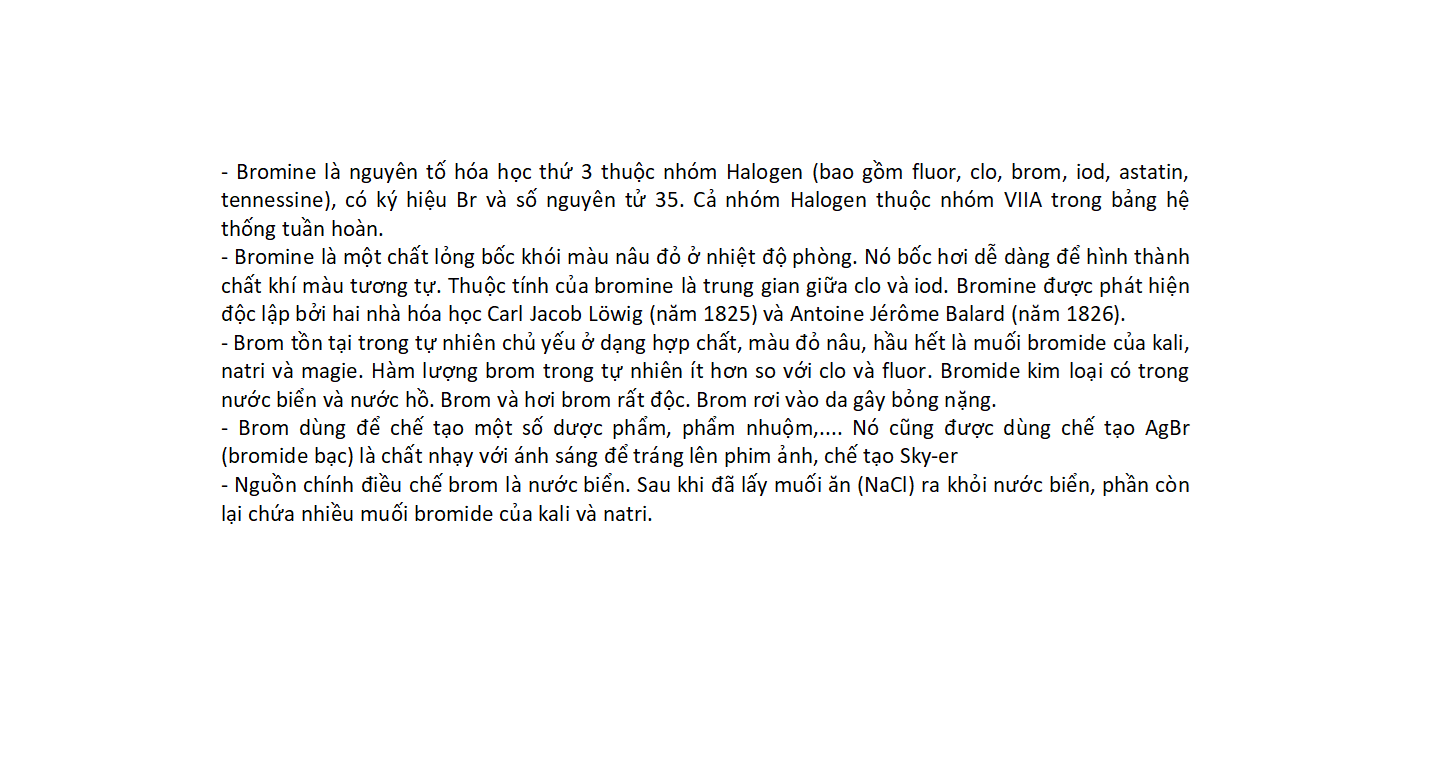 - Bromine là nguyên tố hóa học thứ 3 thuộc nhóm Halogen (bao gồm fluor, clo, brom, iod, astatin,
tennessine), có ký hiệu Br và số nguyên tử 35. Cả nhóm Halogen thuộc nhóm VIIA trong bảng hệ
thống tuần hoàn.
- Bromine là một chất lỏng bốc khói màu nâu đỏ ở nhiệt độ phòng. Nó bốc hơi dễ dàng để hình thành
chất khí màu tương tự. Thuộc tính của bromine là trung gian giữa clo và iod. Bromine được phát hiện
độc lập bởi hai nhà hóa học Carl Jacob Löwig (năm 1825) và Antoine Jérôme Balard (năm 1826).
- Brom tồn tại trong tự nhiên chủ yếu ở dạng hợp chất, màu đỏ nâu, hầu hết là muối bromide của kali,
natri và magie. Hàm lượng brom trong tự nhiên ít hơn so với clo và fluor. Bromide kim loại có trong
nước biển và nước hồ. Brom và hơi brom rất độc. Brom rơi vào da gây bỏng nặng.
- Brom dùng để chế tạo một số dược phẩm, phẩm nhuộm,.... Nó cũng được dùng chế tạo AgBr
(bromide bạc) là chất nhạy với ánh sáng để tráng lên phim ảnh, chế tạo Sky-er
- Nguồn chính điều chế brom là nước biển. Sau khi đã lấy muối ăn (NaCl) ra khỏi nước biển, phần còn
lại chứa nhiều muối bromide của kali và natri.